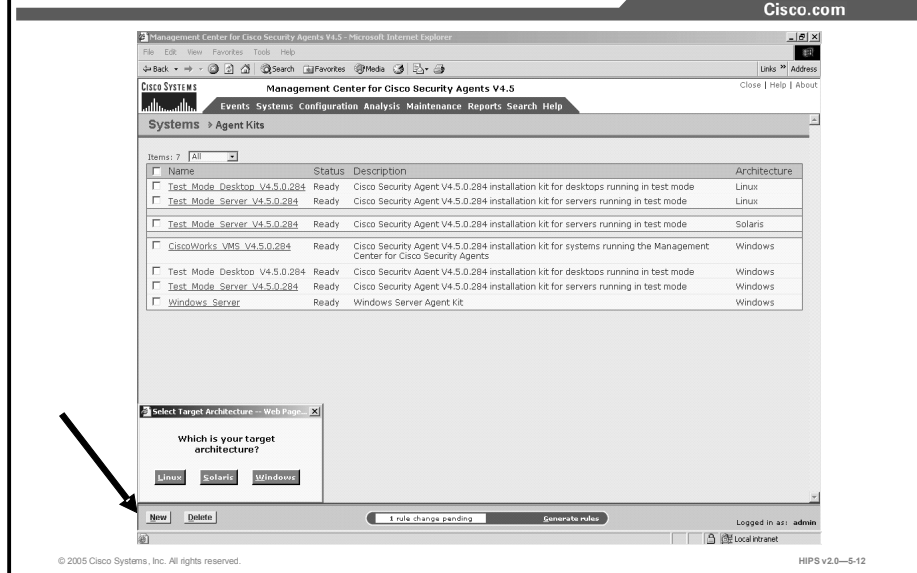 Cisco.com
Management Center for Cisco Security Agents V4.5 - Microsoft Internet Explorer
File Edit View Favorites Tools Help
Back Search Favorites Media Links » Address
CISCO SYSTEMS Management Center for Cisco Security Agents V4.5 Close | Help | About
Events Systems Configuration Analysis Maintenance Reports Search Help
Systems > Agent Kits
Items: 7 All
Name Status Description Architecture
Test Mode Desktop V4.5.0.284 Ready Cisco Security Agent V4.5.0.284 installation kit for desktops running in test mode Linux
Test Mode Server V4.5.0.284 Ready Cisco Security Agent V4.5.0.284 installation kit for servers running in test mode Linux
Test Mode Server V4.5.0.284 Ready Cisco Security Agent V4.5.0.284 installation kit for servers running in test mode Solaris
CiscoWorks VMS V4.5.0.284 Ready Cisco Security Agent V4.5.0.284 installation kit for systems running the Management Windows
Center for Cisco Security Agents
Test Mode Desktop V4.5.0.284 Ready Cisco Security Agent V4.5.0.284 installation kit for desktops running in test mode Windows
Test Mode Server V4.5.0.284 Ready Cisco Security Agent V4.5.0.284 installation kit for servers running in test mode Windows
Windows Server Ready Windows Server Agent Kit Windows
Select Target Architecture -- Web Page...
Which is your target
architecture?
Linux Solaris Windows
New Delete 1 rule change pending Generate rules Logged in as: admin
Local intranet
© 2005 Cisco Systems, Inc. All rights reserved. HIPS v2.0—5-12